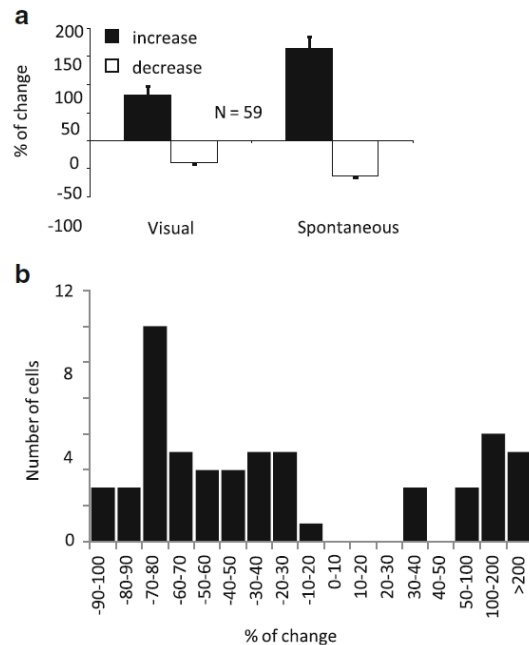 a
200
150
100
50
0
-50
-100
% of change
increase
decrease
N = 59
Visual
Spontaneous
b
12
8
4
0
Number of cells
-90-100
-80-90
-70-80
-60-70
-50-60
-40-50
-30-40
-20-30
-10-20
0-10
10-20
20-30
30-40
40-50
50-100
100-200
>200
% of change